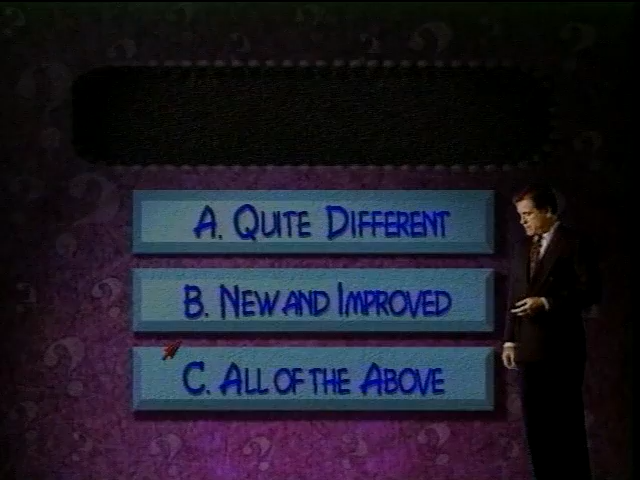 A. QUITE DIFFERENT
B. NEW AND IMPROVED
C. ALL OF THE ABOVE